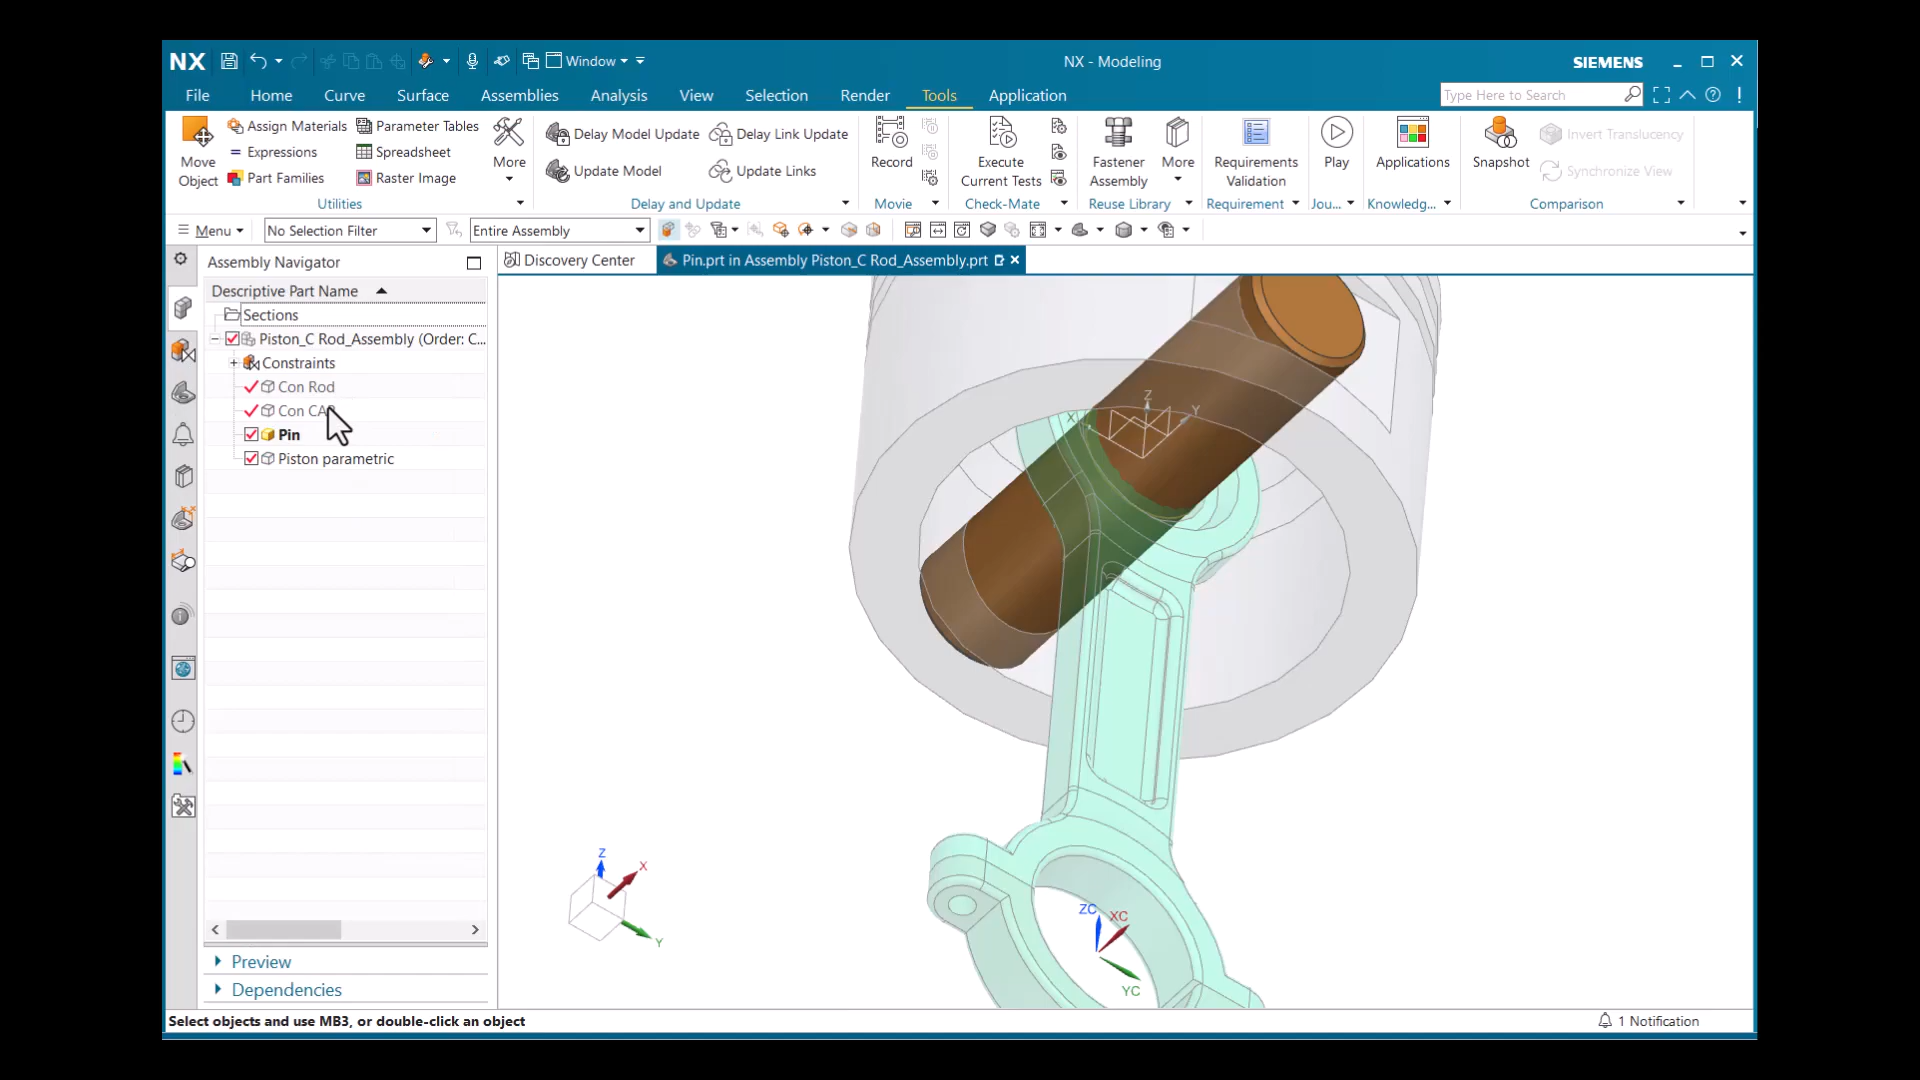 NX Window NX - Modeling SIEMENS
File Home Curve Surface Assemblies Analysis View Selection Render Tools Application Type Here to Search
Move Object
Assign Materials Parameter Tables
Expressions Spreadsheet
Part Families Raster Image
More
Utilities
Delay Model Update Delay Link Update
Update Model Update Links
Delay and Update
Record
Movie
Execute
Current Tests
Check-Mate
Fastener
Assembly
More
Reuse Library
Requirements
Validation
Requirement
Play
Jou...
Applications
Knowledg...
Snapshot
Invert Translucency
Synchronize View
Comparison
Menu No Selection Filter Entire Assembly
Assembly Navigator
Discovery Center Pin.prt in Assembly Piston_C Rod_Assembly.prt
Descriptive Part Name
Sections
Piston_C Rod_Assembly (Order: C...
Constraints
Con Rod
Con CA
Pin
Piston parametric
Z
X Y
Z
X
Y
ZC XC
YC
Preview
Dependencies
Select objects and use MB3, or double-click an object
1 Notification